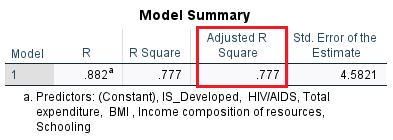 Model Summary
Model R R Square Adjusted R Square Std. Error of the Estimate
1 .882a .777 .777 4.5821
a. Predictors: (Constant), IS_Developed, HIV/AIDS, Total
expenditure, BMI , Income composition of resources,
Schooling